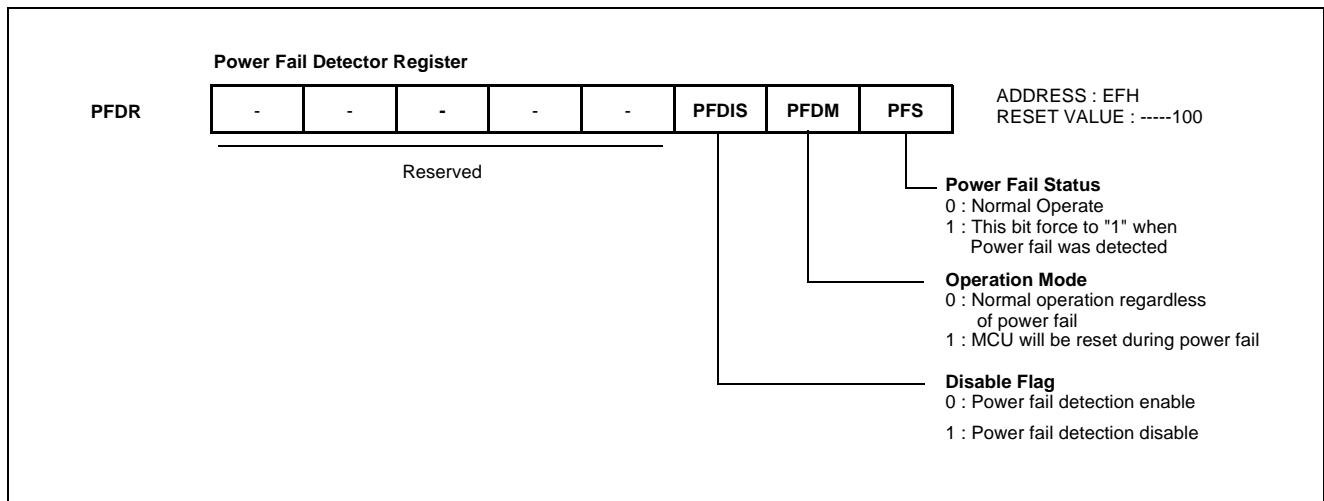 Power Fail Detector Register
PFDR - - - - - PFDIS PFDM PFS
ADDRESS : EFH
RESET VALUE : -----100
Reserved
Power Fail Status
0 : Normal Operate
1 : This bit force to "1" when
Power fail was detected
Operation Mode
0 : Normal operation regardless
of power fail
1 : MCU will be reset during power fail
Disable Flag
0 : Power fail detection enable
1 : Power fail detection disable